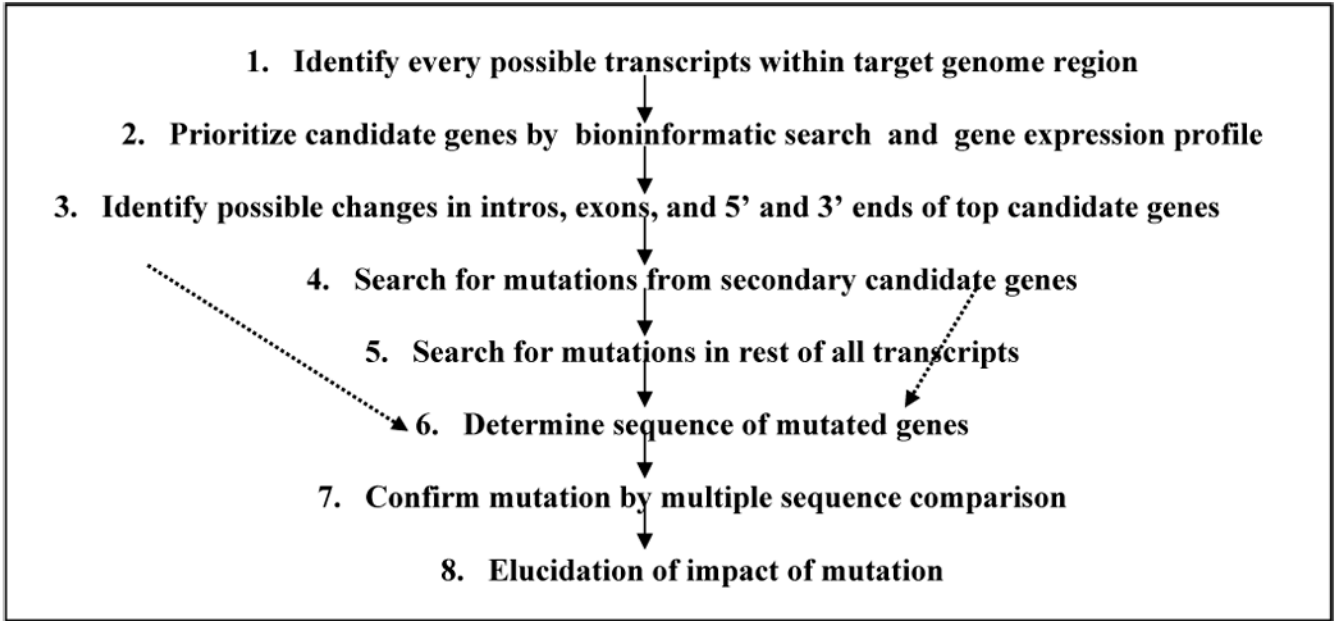 1. Identify every possible transcripts within target genome region
2. Prioritize candidate genes by bioninformatic search and gene expression profile
3. Identify possible changes in intros, exons, and 5’ and 3’ ends of top candidate genes
4. Search for mutations from secondary candidate genes
5. Search for mutations in rest of all transcripts
6. Determine sequence of mutated genes
7. Confirm mutation by multiple sequence comparison
8. Elucidation of impact of mutation